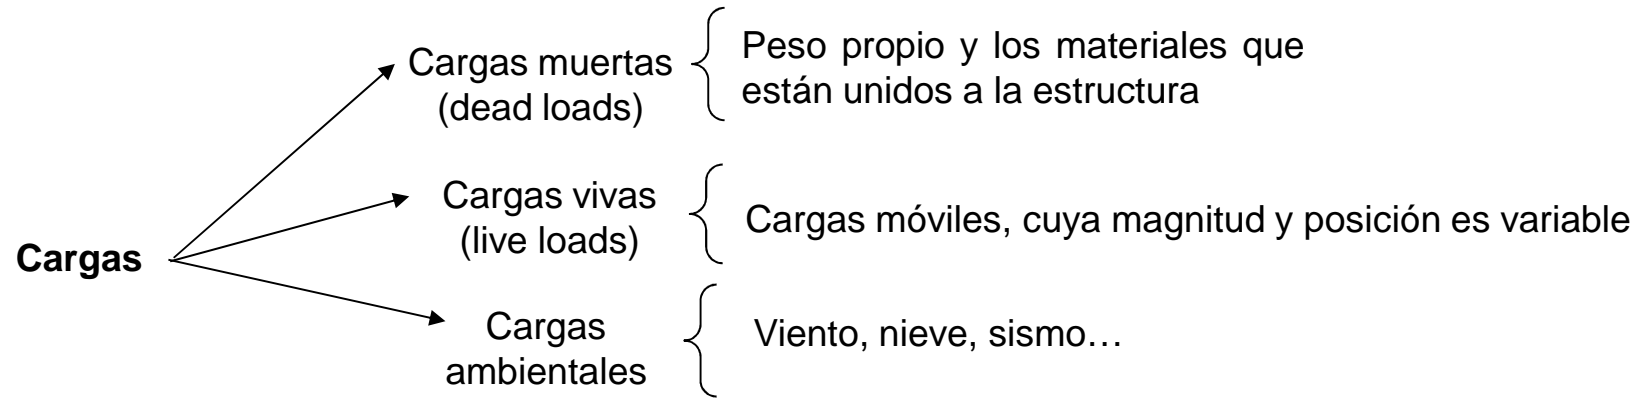 Cargas
Cargas muertas
(dead loads)
Peso propio y los materiales que
están unidos a la estructura
Cargas vivas
(live loads)
Cargas móviles, cuya magnitud y posición es variable
Cargas
ambientales
Viento, nieve, sismo…